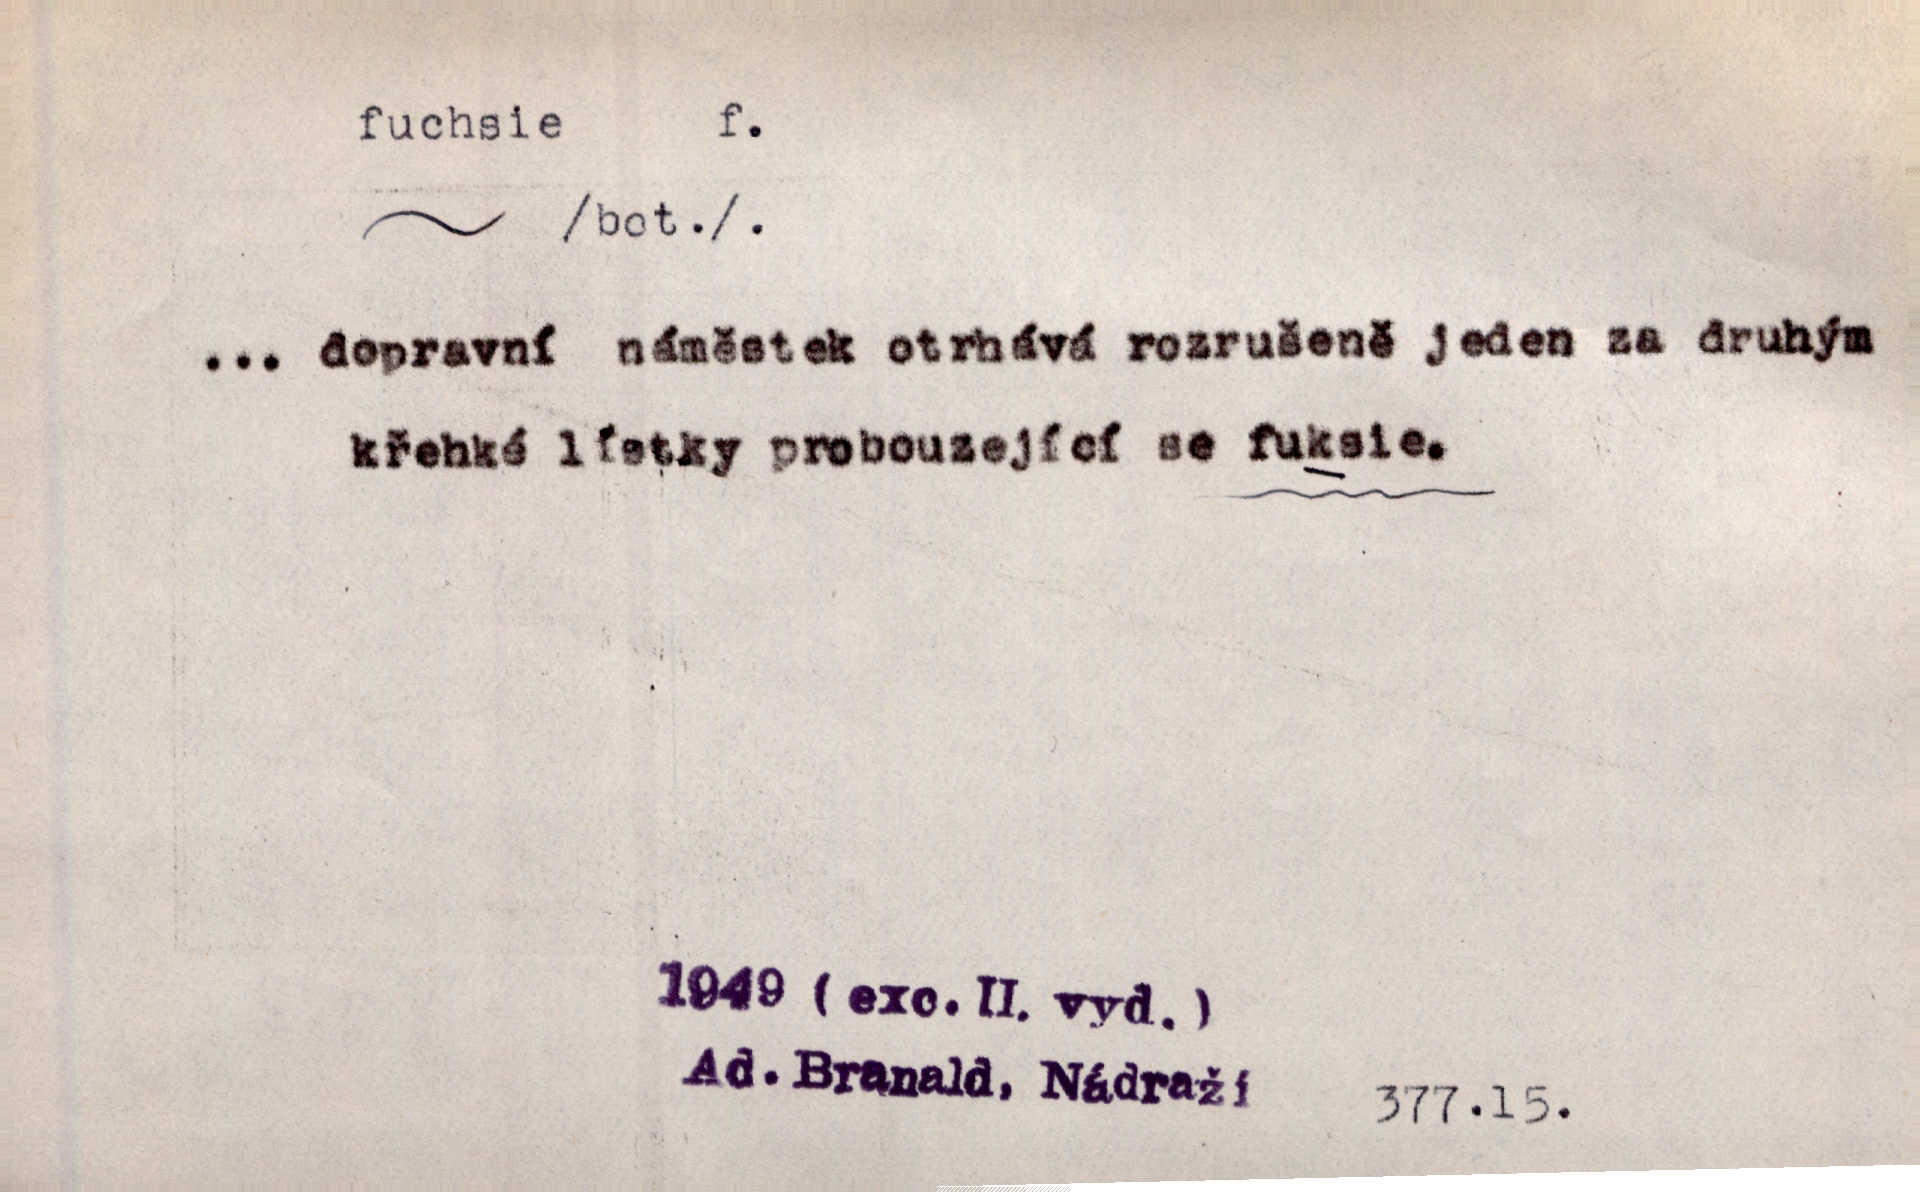 fuchsie f.
~ /bot./.
... dopravní náměstek otrhává rozrušeně jeden za druhým
křehké lístky probouzející se fuksie.
1949 (exc. II. vyd.)
Ad. Branald, Nádraží 377.15.